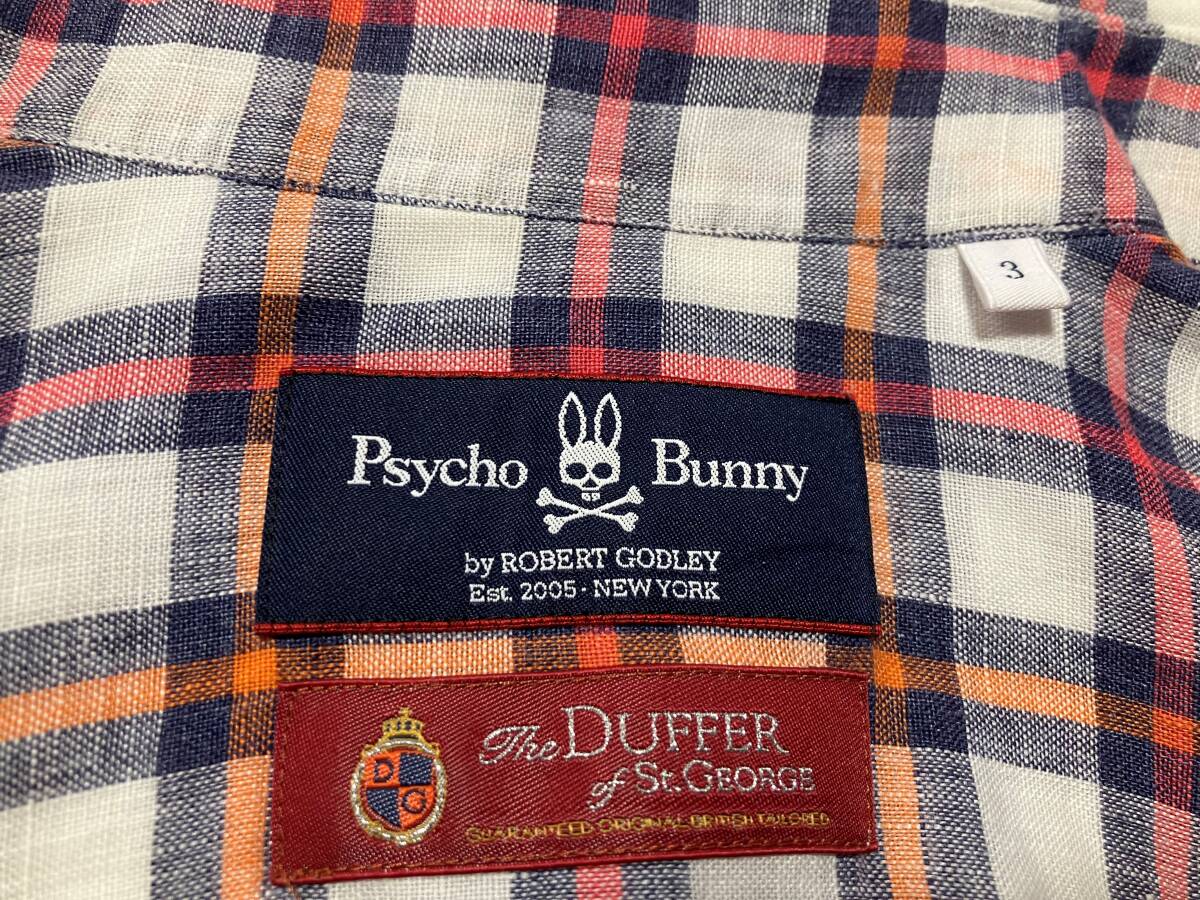 3
Psycho Bunny
by ROBERT GODLEY
Est. 2005 · NEW YORK
D
G
The DUFFER
of St. GEORGE
GUARANTEED ORIGINAL BRITISH TAILORED